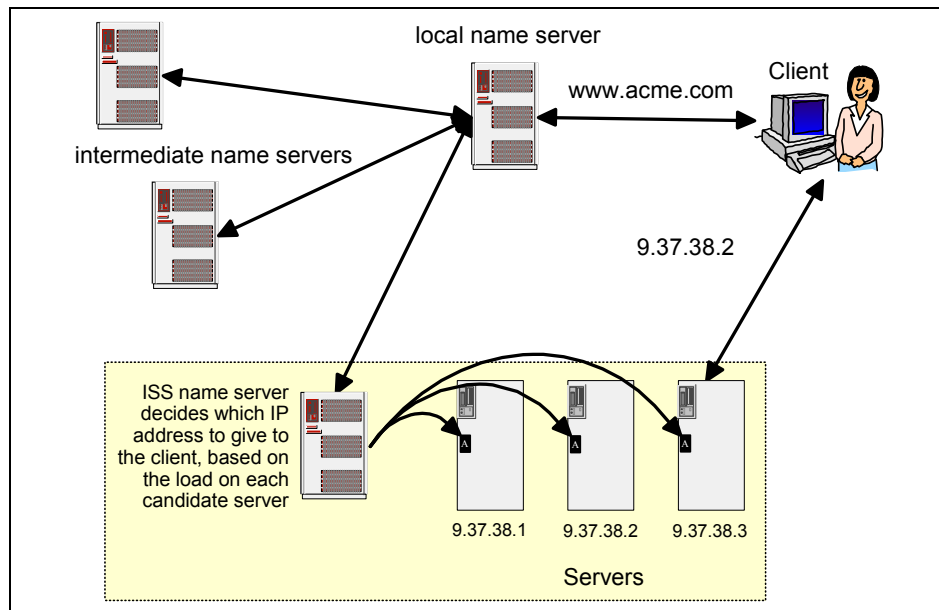 local name server
Client
www.acme.com
intermediate name servers
9.37.38.2
ISS name server
decides which IP
address to give to
the client, based on
the load on each
candidate server
A
A
A
9.37.38.1
9.37.38.2
9.37.38.3
Servers